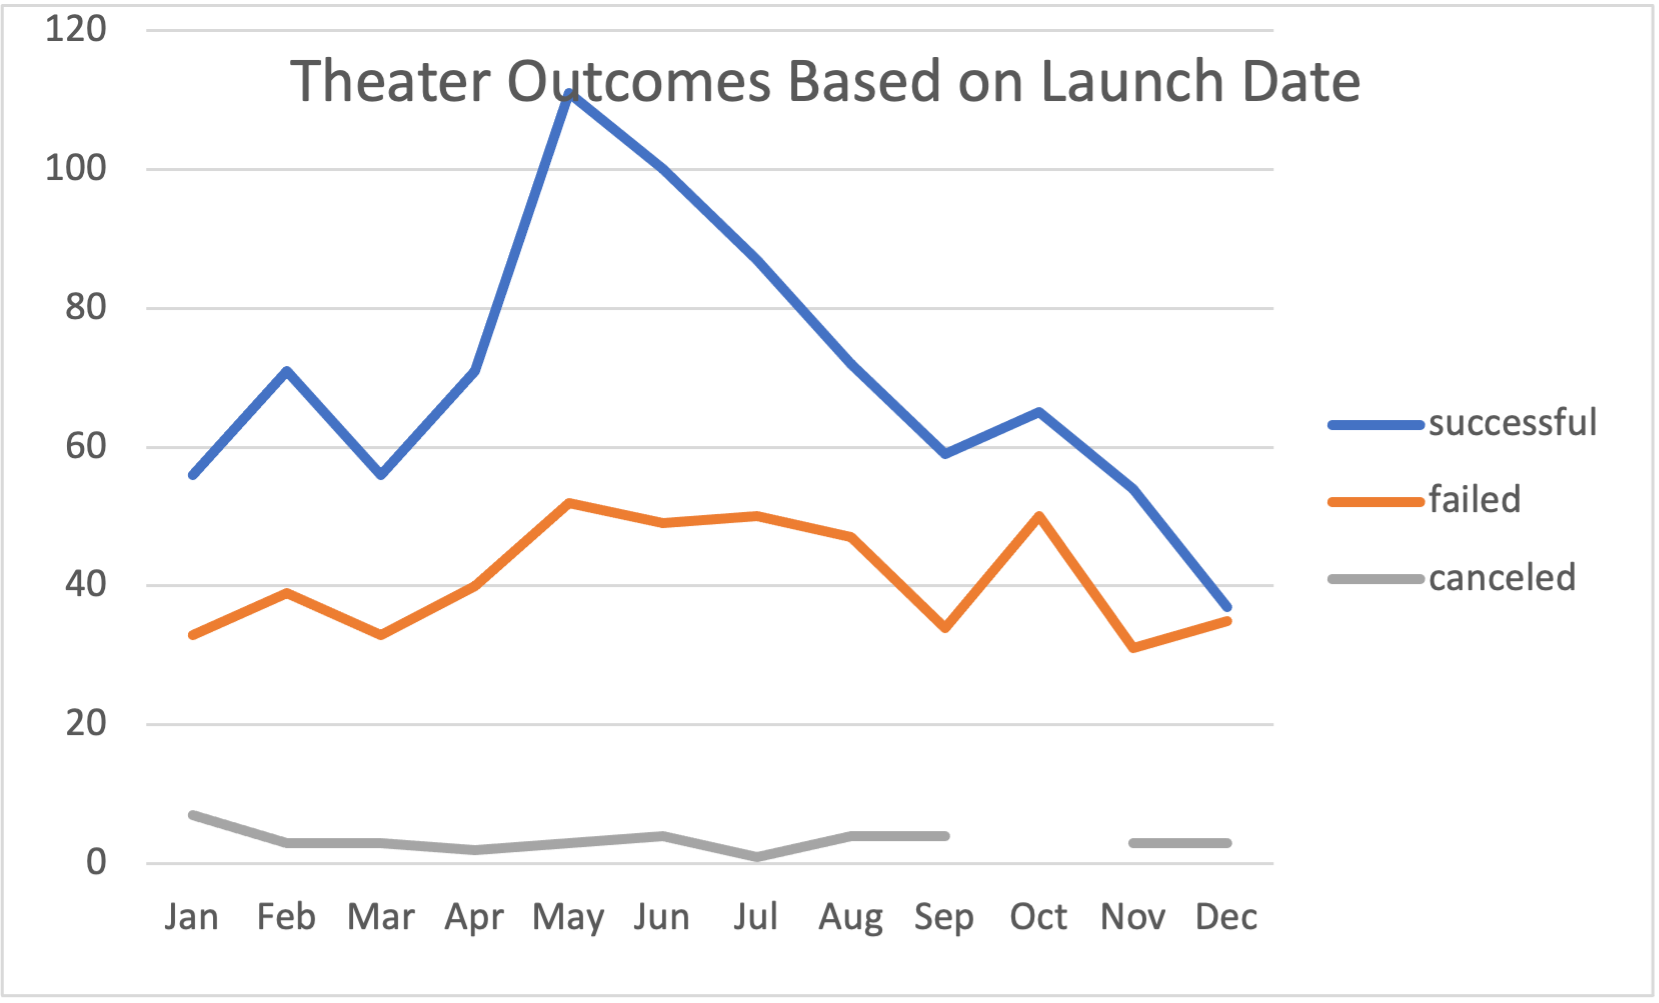 Theater Outcomes Based on Launch Date
120
100
80
60
40
20
0
Jan Feb Mar Apr May Jun Jul Aug Sep Oct Nov Dec
successful
failed
canceled